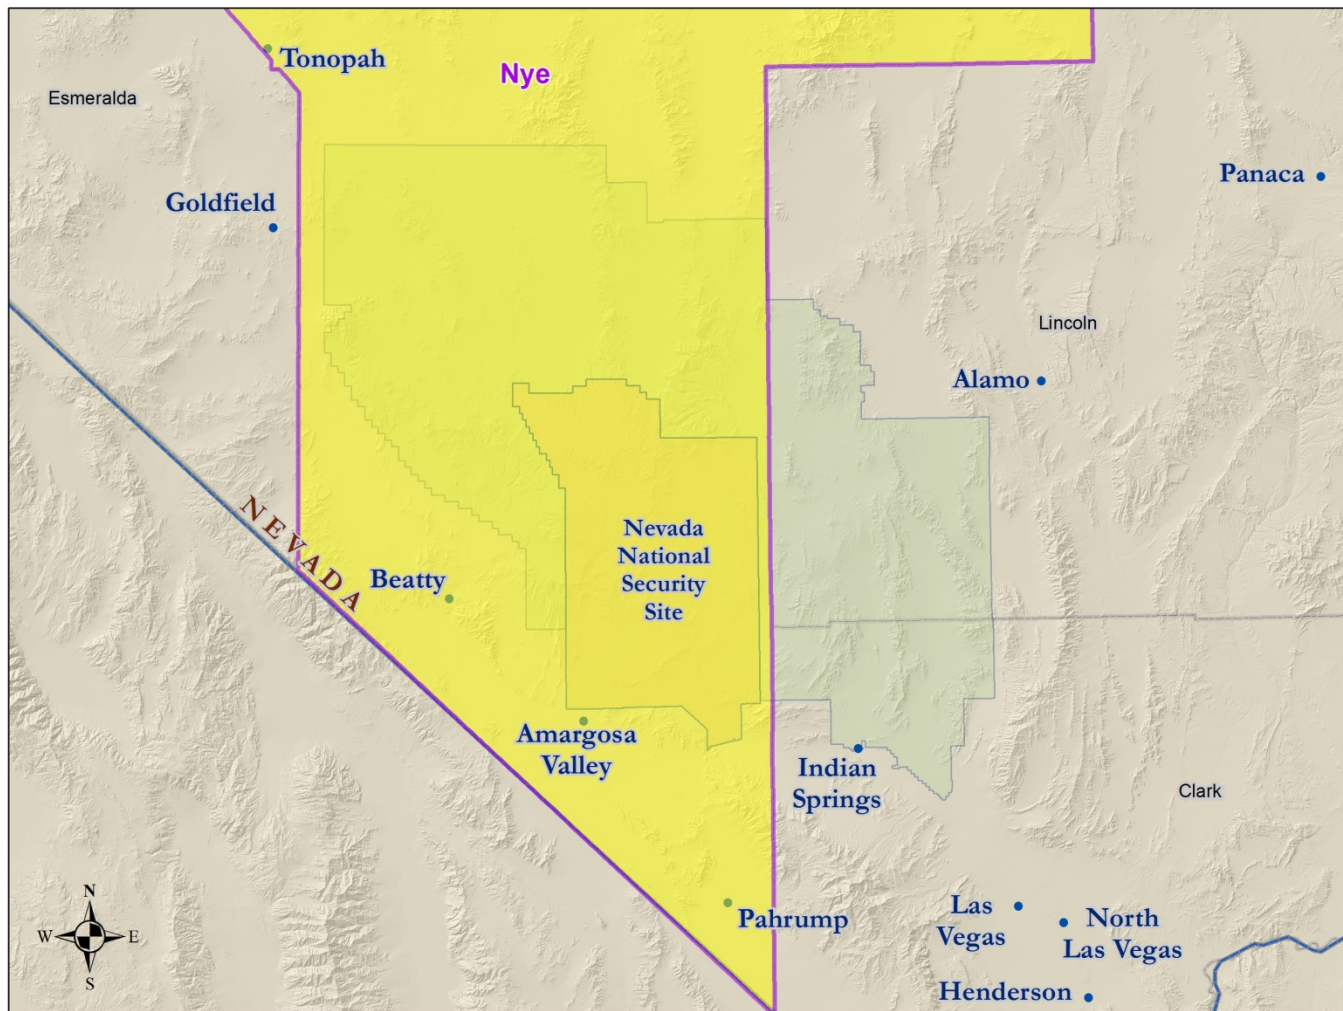 Tonopah
Nye
Esmeralda
Panaca
Goldfield
Lincoln
Alamo
NEVADA
Nevada
National
Security
Site
Beatty
Amargosa
Valley
Indian
Springs
Clark
N
W E
S
Pahrump
Las
Vegas
North
Las Vegas
Henderson